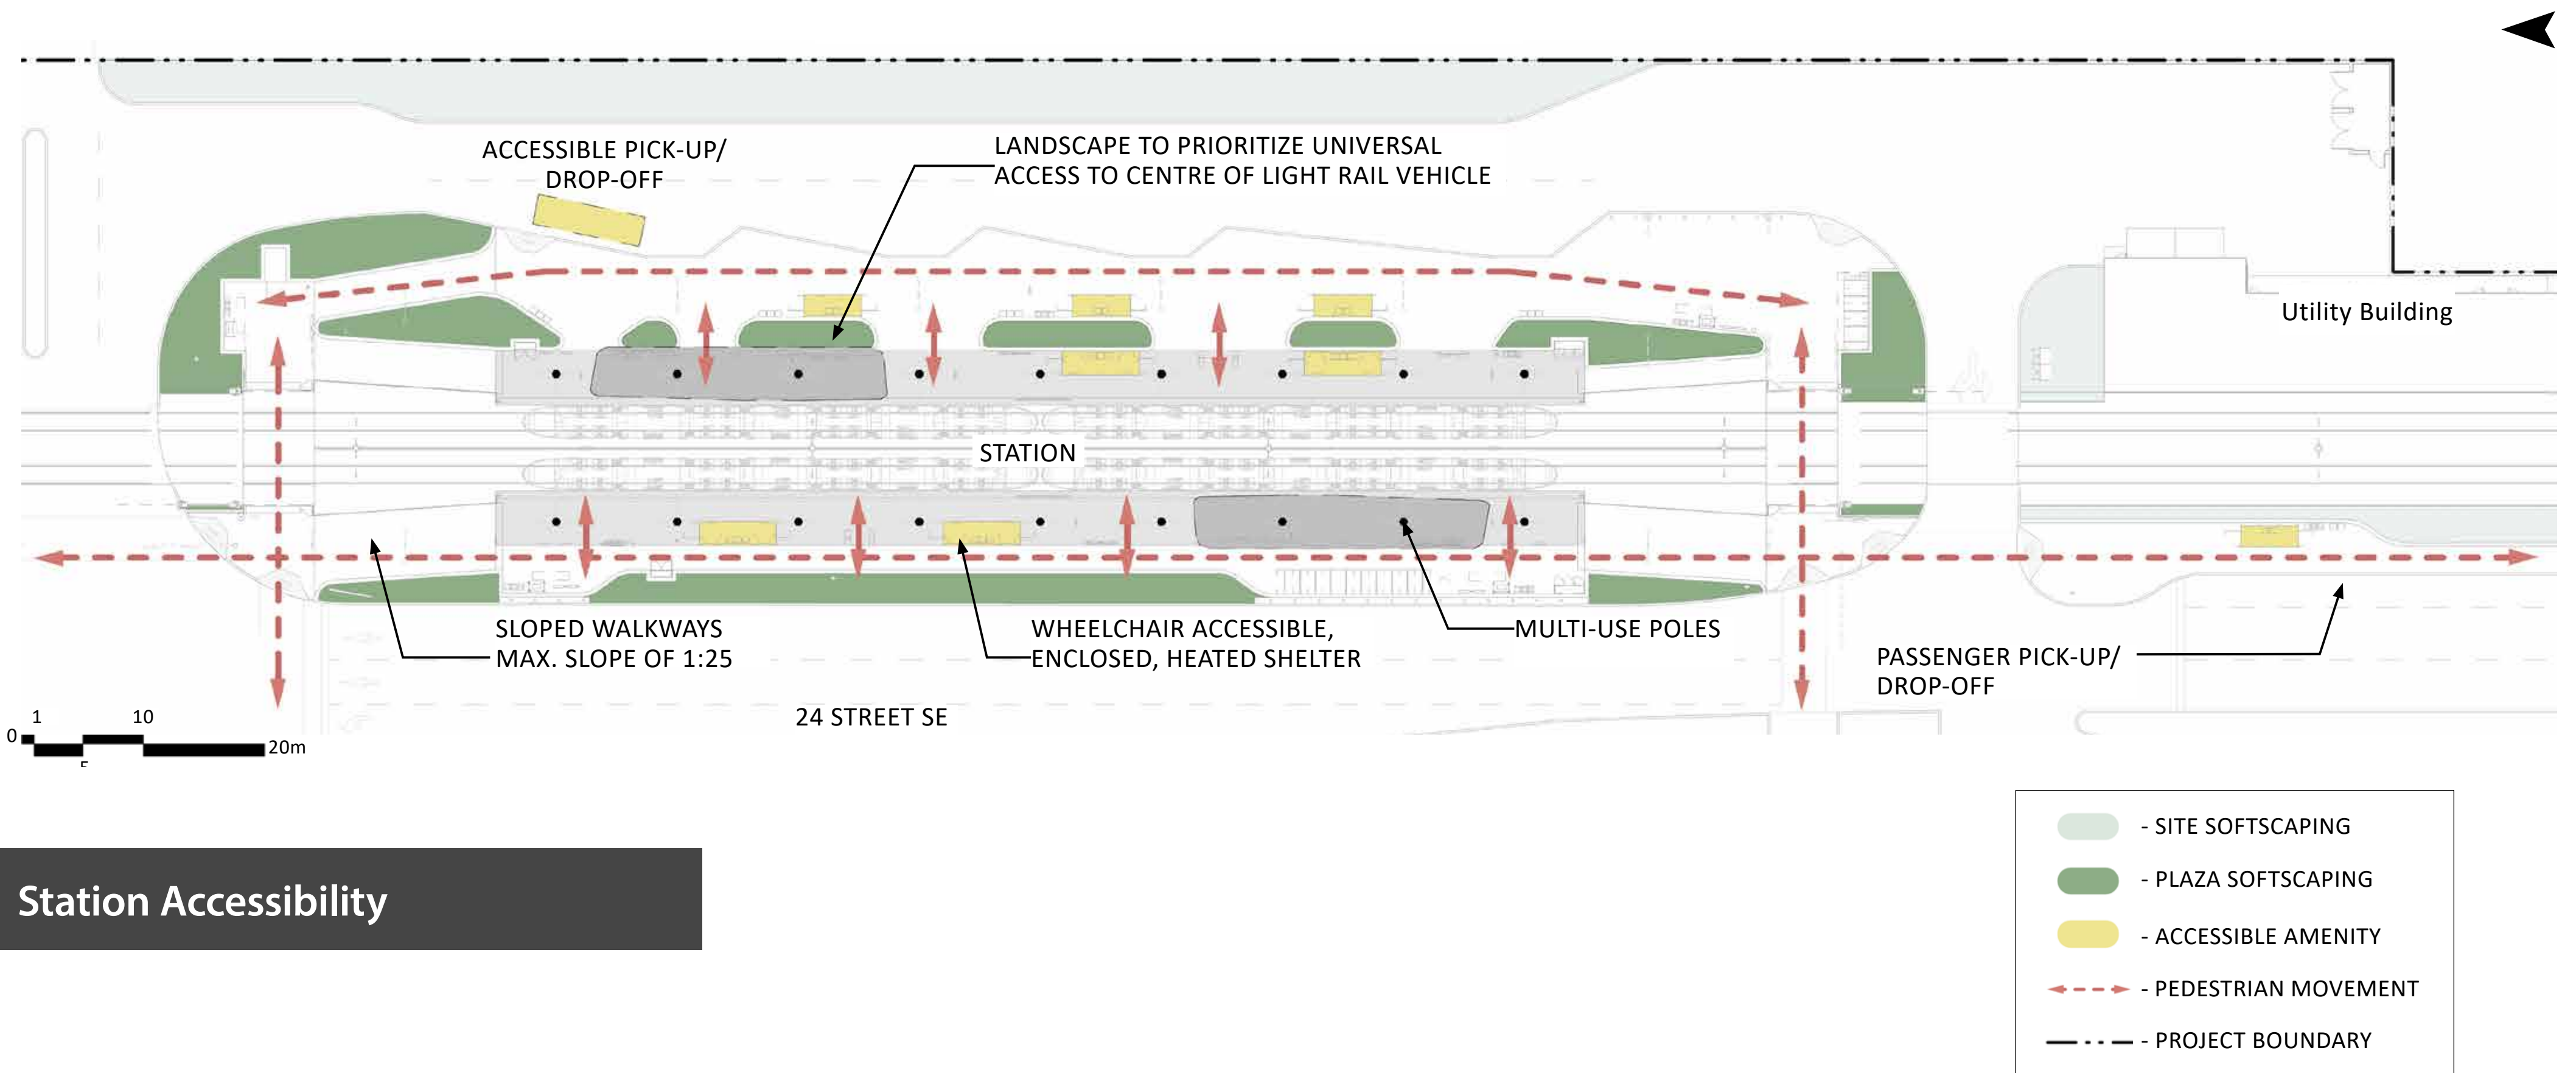 ACCESSIBLE PICK-UP/
DROP-OFF
LANDSCAPE TO PRIORITIZE UNIVERSAL
ACCESS TO CENTRE OF LIGHT RAIL VEHICLE
Utility Building
STATION
SLOPED WALKWAYS
MAX. SLOPE OF 1:25
WHEELCHAIR ACCESSIBLE,
ENCLOSED, HEATED SHELTER
MULTI-USE POLES
PASSENGER PICK-UP/
DROP-OFF
24 STREET SE
1 10
0
20m
Station Accessibility
- SITE SOFTSCAPING
- PLAZA SOFTSCAPING
- ACCESSIBLE AMENITY
- PEDESTRIAN MOVEMENT
- PROJECT BOUNDARY